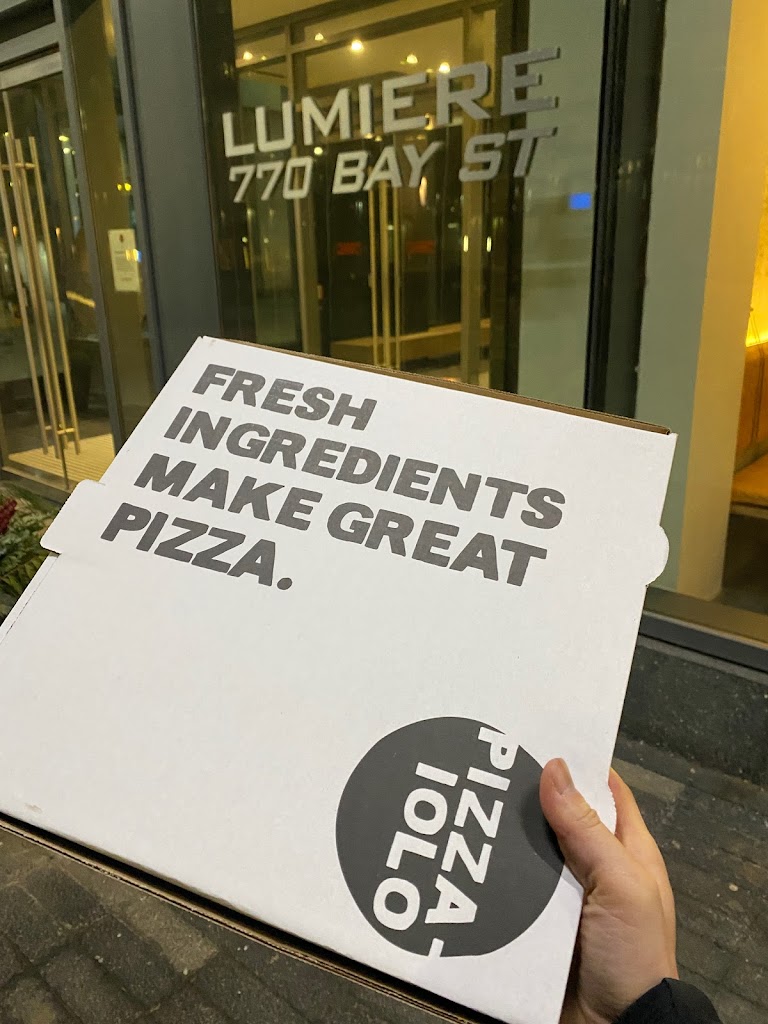 LUMIERE
770 BAY ST
FRESH
INGREDIENTS
MAKE GREAT
PIZZA.
PIZZA-
IOLO